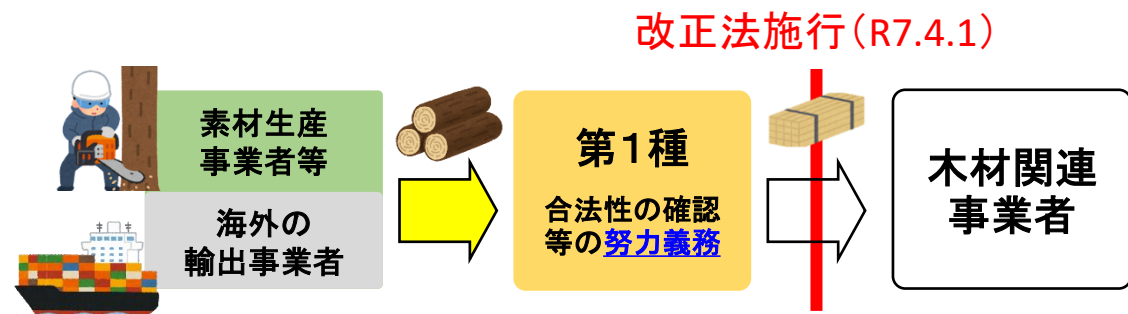 改正法施行（R7.4.1）
素材生産
事業者等
海外の
輸出事業者
第１種
合法性の確認
等の努力義務
木材関連
事業者